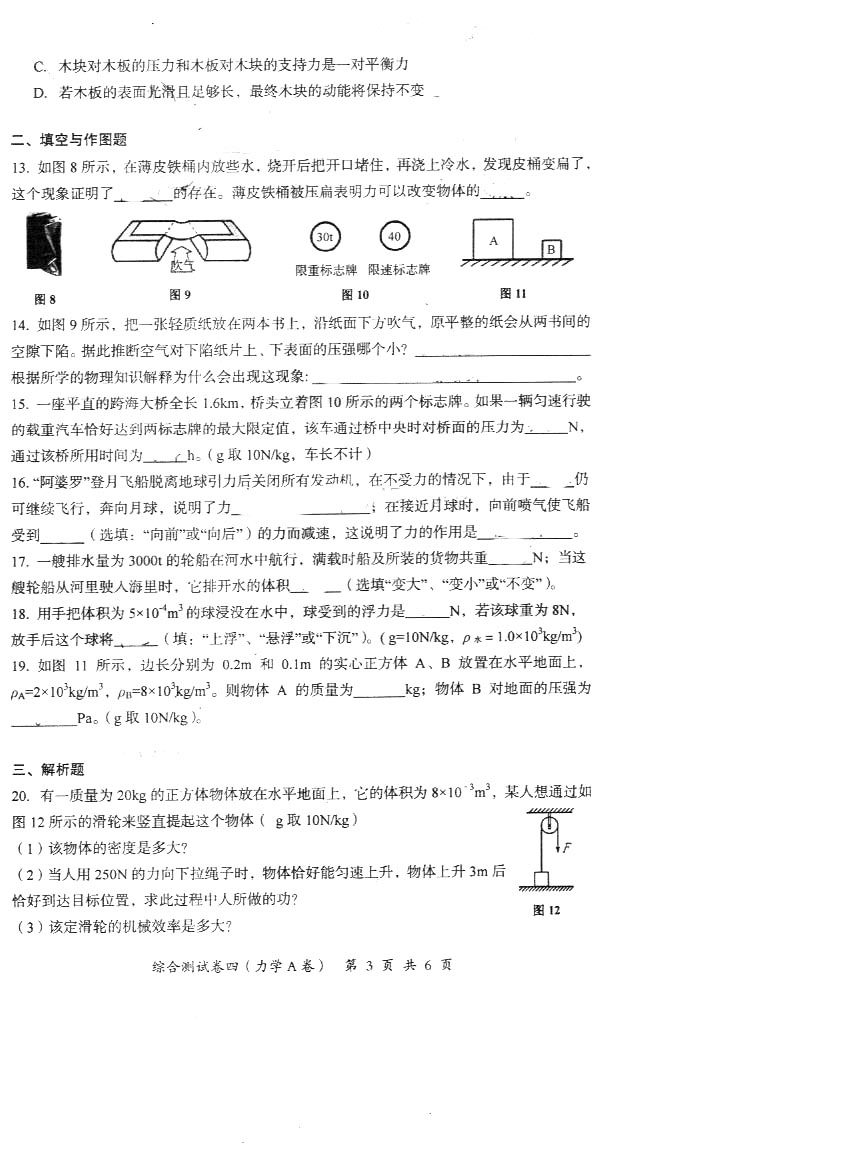 C. 木块对木板的压力和木板对木块的支持力是一对平衡力
D. 若木板的表面光滑且足够长，最终木块的动能将保持不变
二、填空与作图题
13. 如图 8 所示，在薄皮铁桶内放些水，烧开后把开口堵住，再浇上冷水，发现皮桶变扁了，
这个现象证明了______的存在。薄皮铁桶被压扁表明力可以改变物体的______。
吹气
30t
40
A
B
限重标志牌 限速标志牌
图 8
图 9
图 10
图 11
14. 如图 9 所示，把一张轻质纸放在两本书上，沿纸面下方吹气，原平整的纸会从两书间的
空隙下陷。据此推断空气对下陷纸片上、下表面的压强哪个小？______
根据所学的物理知识解释为什么会出现这现象：______。
15. 一座平直的跨海大桥全长 1.6km，桥头立着图 10 所示的两个标志牌。如果一辆匀速行驶
的载重汽车恰好达到两标志牌的最大限定值，该车通过桥中央时对桥面的压力为______N，
通过该桥所用时间为______h。（g 取 10N/kg，车长不计）
16. “阿婆罗”登月飞船脱离地球引力后关闭所有发动机，在不受力的情况下，由于______仍
可继续飞行，奔向月球，说明了力______；在接近月球时，向前喷气使飞船
受到______（选填：“向前”或“向后”）的力而减速，这说明了力的作用是______。
17. 一艘排水量为 3000t 的轮船在河水中航行，满载时船及所装的货物共重______N；当这
艘轮船从河里驶入海里时，它排开水的体积______（选填“变大”、“变小”或“不变”）。
18. 用手把体积为 5×10⁻⁴m³ 的球浸没在水中，球受到的浮力是______N，若该球重为 8N，
放手后这个球将______（填：“上浮”、“悬浮”或“下沉”）。( g=10N/kg，ρ水 = 1.0×10³kg/m³)
19. 如图 11 所示，边长分别为 0.2m 和 0.1m 的实心正方体 A、B 放置在水平地面上，
ρA=2×10³kg/m³，ρB=8×10³kg/m³。则物体 A 的质量为______kg；物体 B 对地面的压强为
______Pa。（g 取 10N/kg）。
三、解析题
20. 有一质量为 20kg 的正方体物体放在水平地面上，它的体积为 8×10⁻³m³，某人想通过如
图 12 所示的滑轮来竖直提起这个物体（ g 取 10N/kg）
（1）该物体的密度是多大？
（2）当人用 250N 的力向下拉绳子时，物体恰好能匀速上升，物体上升 3m 后
恰好到达目标位置，求此过程中人所做的功？
（3）该定滑轮的机械效率是多大？
F
图 12
综合测试卷四（力学 A 卷） 第 3 页 共 6 页